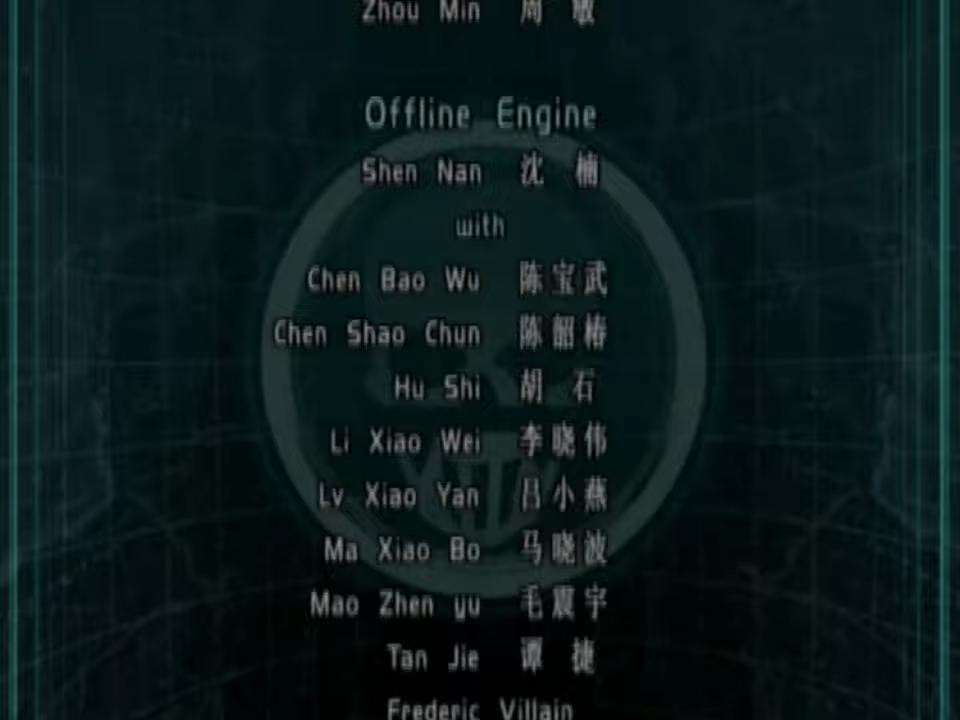 Zhou Min 周 敏
Offline Engine
Shen Nan 沈 楠
with
Chen Bao Wu 陈宝武
Chen Shao Chun 陈韶椿
Hu Shi 胡 石
Li Xiao Wei 李晓伟
Lv Xiao Yan 吕小燕
Ma Xiao Bo 马晓波
Mao Zhen yu 毛震宇
Tan Jie 谭 捷
Frederic Villain